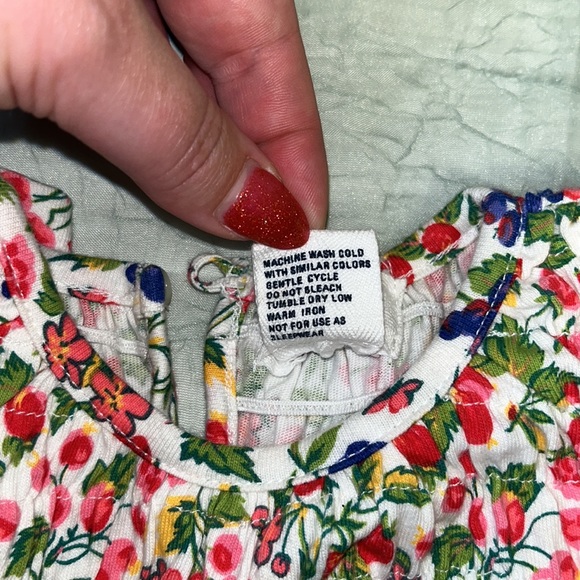 MACHINE WASH COLD
WITH SIMILAR COLORS
GENTLE CYCLE
DO NOT BLEACH
TUMBLE DRY LOW
WARM IRON
NOT FOR USE AS
SLEEPWEAR